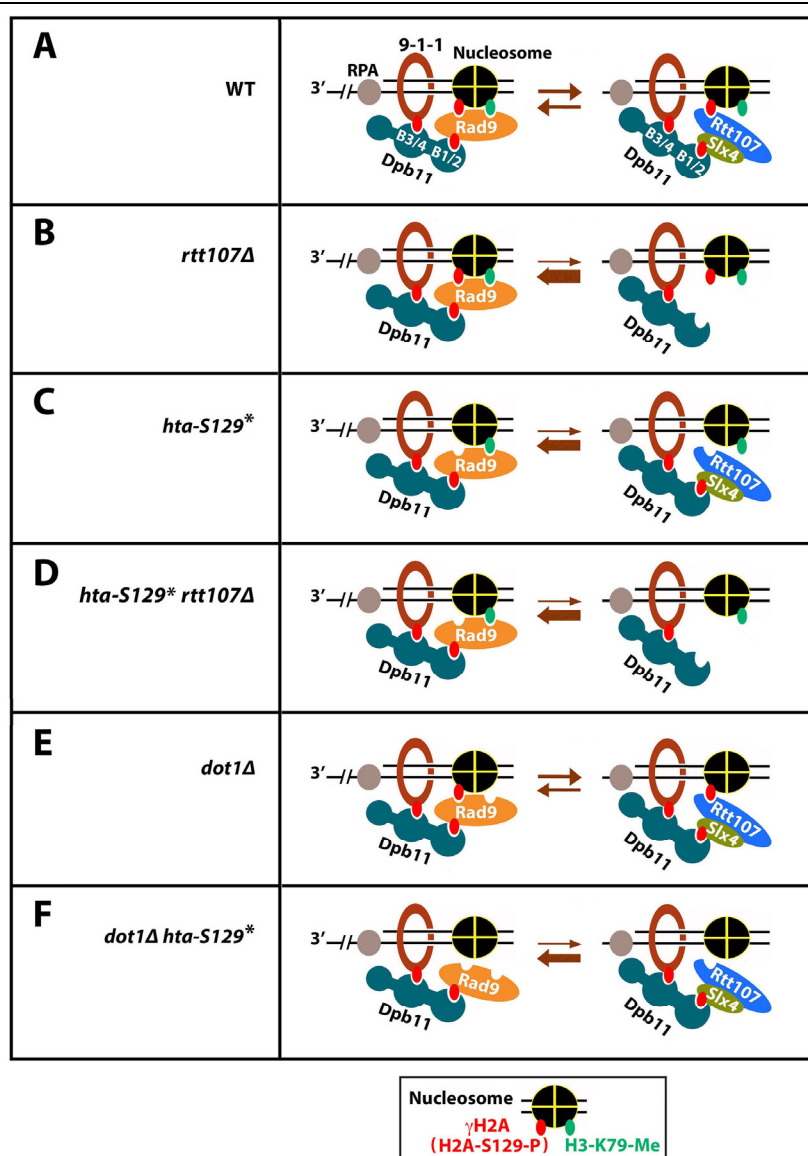 A
WT
9-1-1
Nucleosome
RPA
3’
Rad9
B3/4
B1/2
Dpb11
B3/4
B1/2
Dpb11
Rtt107
Slx4
B
rtt107Δ
3’
Rad9
Dpb11
Dpb11
C
hta-S129*
3’
Rad9
Dpb11
Rtt107
Slx4
Dpb11
D
hta-S129* rtt107Δ
3’
Rad9
Dpb11
Dpb11
E
dot1Δ
3’
Rad9
Dpb11
Rtt107
Slx4
Dpb11
F
dot1Δ hta-S129*
3’
Rad9
Dpb11
Rtt107
Slx4
Dpb11
Nucleosome
γH2A
(H2A-S129-P) H3-K79-Me